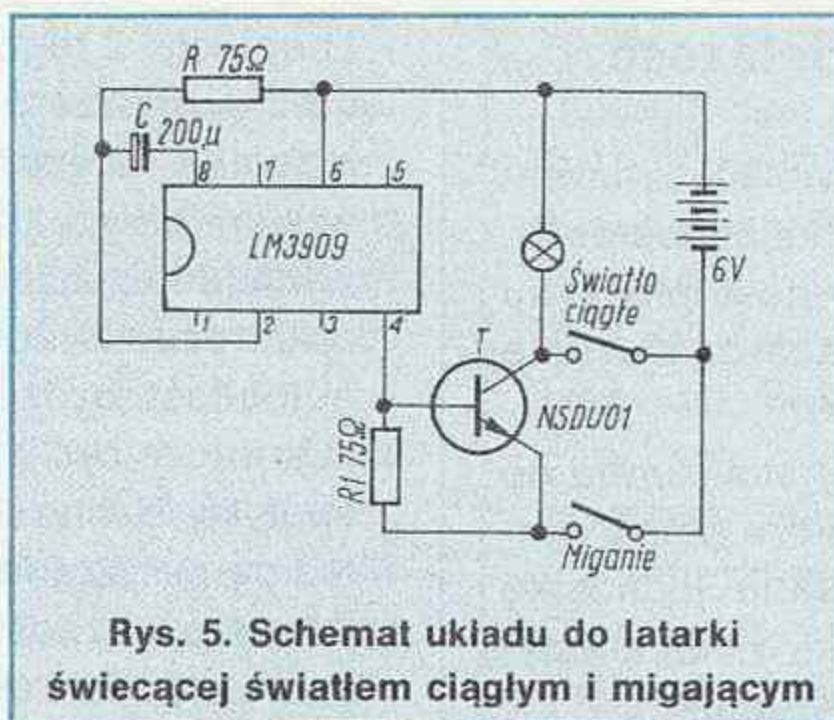 R 75Ω
C
200μ
8 7 6 5
LM3909
1 2 3 4
6V
Światło
ciągłe
T
NSDU01
R1 75Ω
Miganie
Rys. 5. Schemat układu do latarki
świecącej światłem ciągłym i migającym